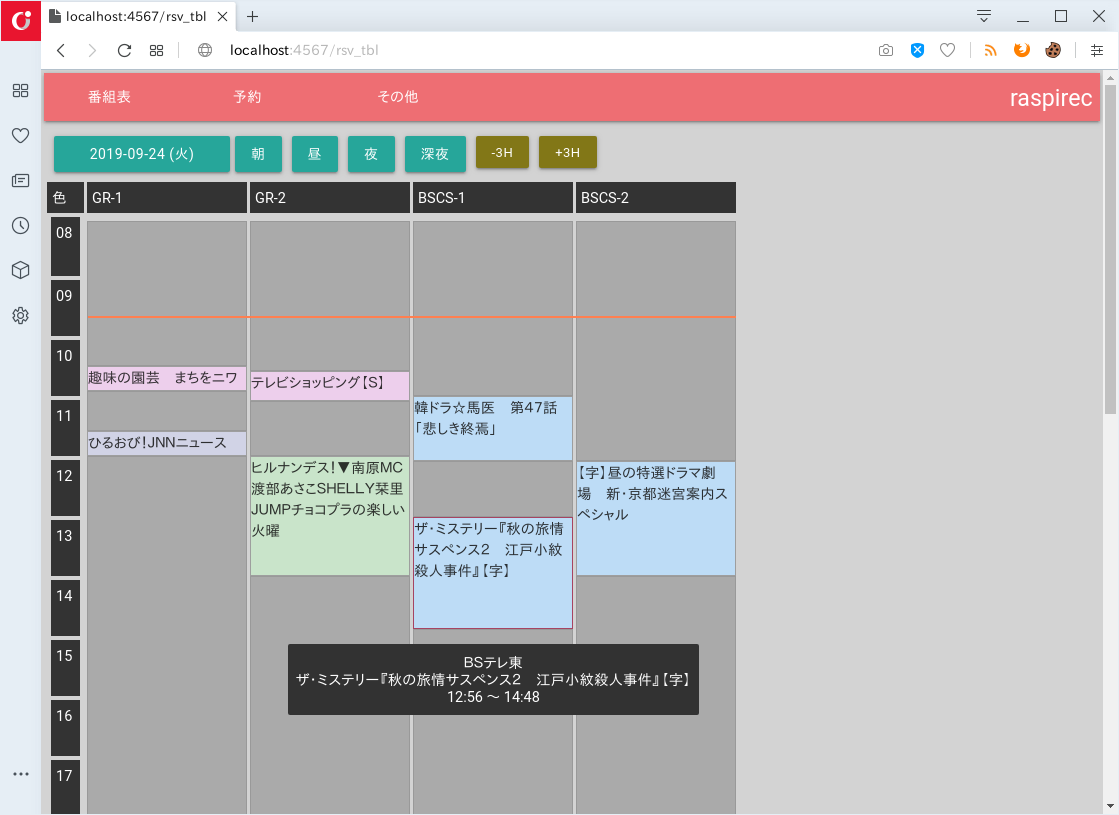 localhost:4567/rsv_tbl
localhost:4567/rsv_tbl
番組表 予約 その他 raspirec
2019-09-24 (火) 朝 昼 夜 深夜 -3H +3H
色 GR-1 GR-2 BSCS-1 BSCS-2
08
09
10
11
12
13
14
15
16
17
趣味の園芸　まちをニワ
ひるおび！JNNニュース
テレビショッピング【S】
ヒルナンデス！▼南原MC
渡部あさこSHELLY栞里
JUMPチョコプラの楽しい
火曜
韓ドラ☆馬医　第47話
「悲しき終焉」
ザ・ミステリー『秋の旅情
サスペンス2　江戸小紋
殺人事件』【字】
【字】昼の特選ドラマ劇
場　新・京都迷宮案内ス
ペシャル
BSテレ東
ザ・ミステリー『秋の旅情サスペンス2　江戸小紋殺人事件』【字】
12:56 ～ 14:48